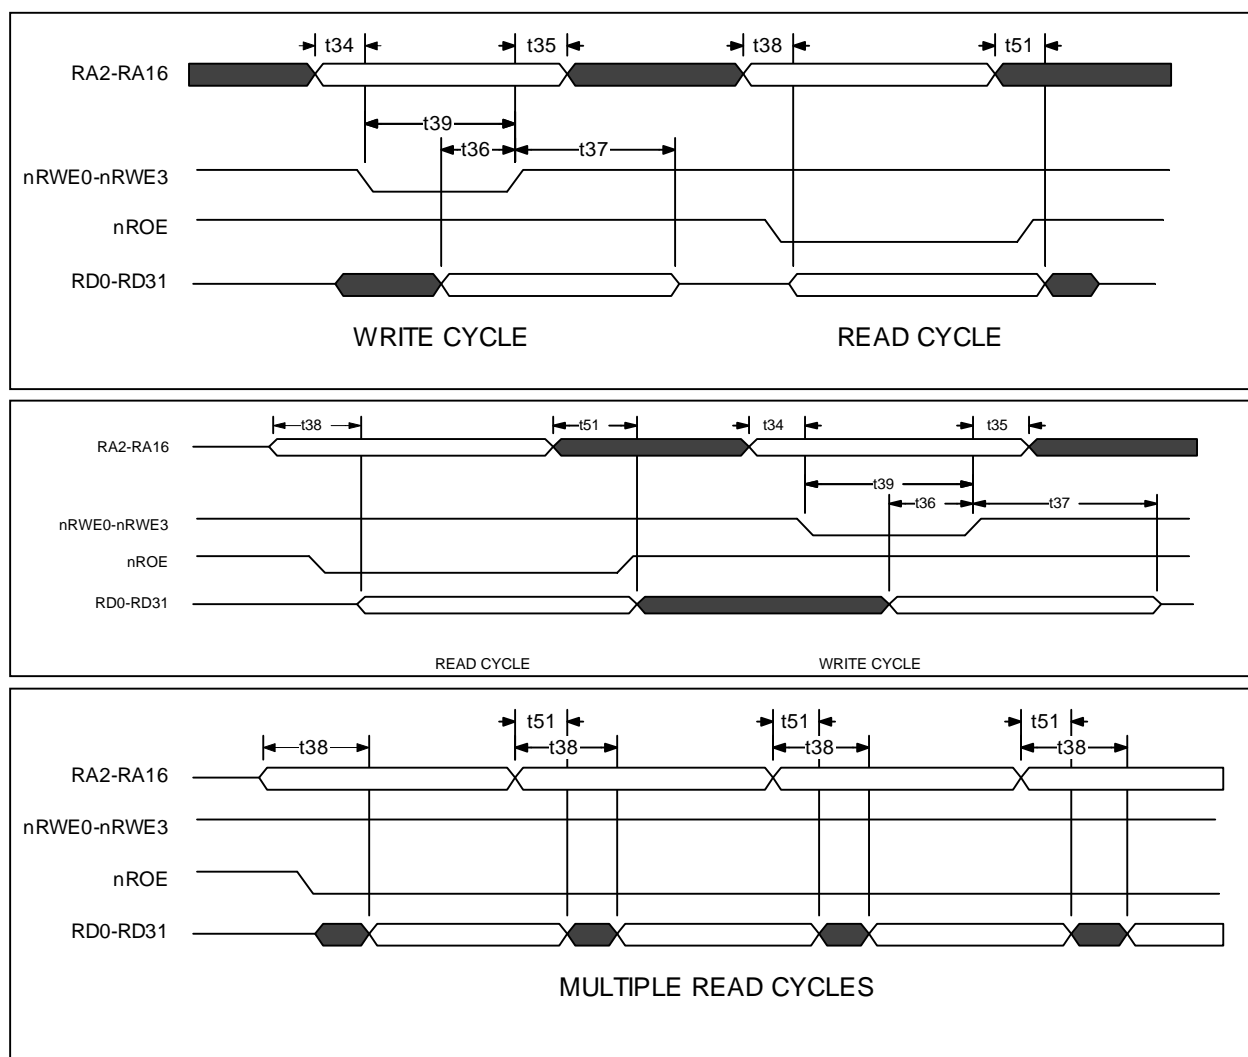 t34 t35 t38 t51
RA2-RA16
t39
t36 t37
nRWE0-nRWE3
nROE
RD0-RD31
WRITE CYCLE READ CYCLE
t38 t51 t34 t35
RA2-RA16
t39
t36 t37
nRWE0-nRWE3
nROE
RD0-RD31
READ CYCLE WRITE CYCLE
t51 t51 t51
t38 t38 t38 t38
RA2-RA16
nRWE0-nRWE3
nROE
RD0-RD31
MULTIPLE READ CYCLES